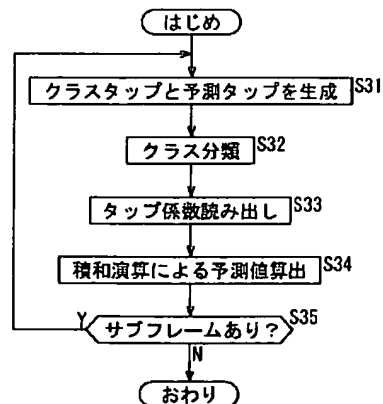 はじめ
クラスタップと予測タップを生成 S31
クラス分類 S32
タップ係数読み出し S33
積和演算による予測値算出 S34
Y サブフレームあり? S35
N
おわり